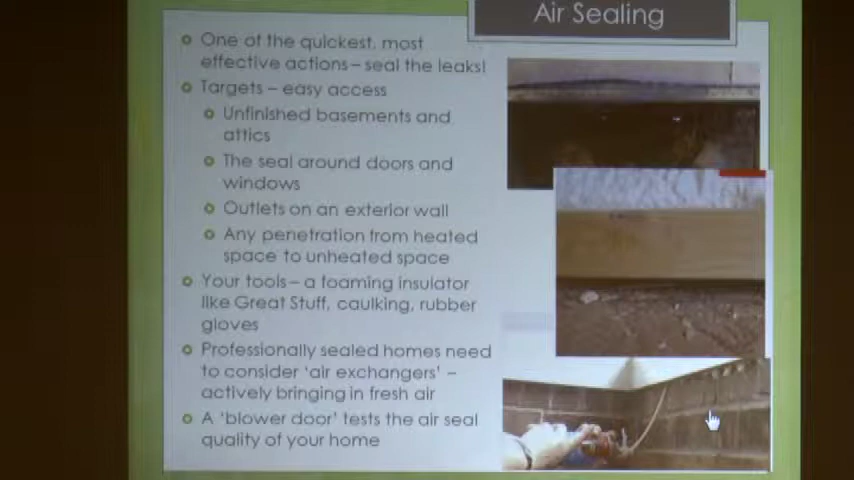 Air Sealing
One of the quickest, most
effective actions – seal the leaks!
Targets – easy access
Unfinished basements and
attics
The seal around doors and
windows
Outlets on an exterior wall
Any penetration from heated
space to unheated space
Your tools – a foaming insulator
like Great Stuff, caulking, rubber
gloves
Professionally sealed homes need
to consider ‘air exchangers’ –
actively bringing in fresh air
A ‘blower door’ tests the air seal
quality of your home